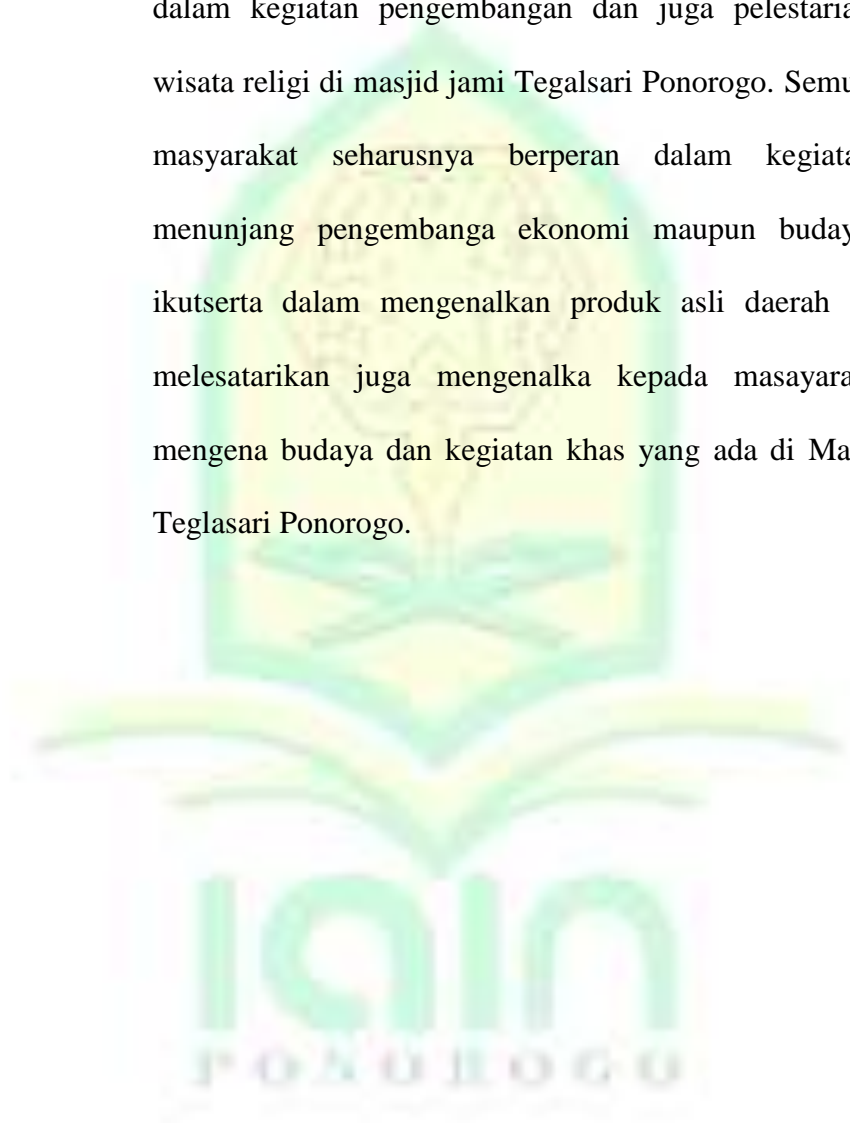 dalam kegiatan pengembangan dan juga pelestaria
wisata religi di masjid jami Tegalsari Ponorogo. Semu
masyarakat seharusnya berperan dalam kegiata
menunjang pengembanga ekonomi maupun buday
ikutserta dalam mengenalkan produk asli daerah
melesatarikan juga mengenalka kepada masayara
mengena budaya dan kegiatan khas yang ada di Ma
Teglasari Ponorogo.
iain
PONOROGO